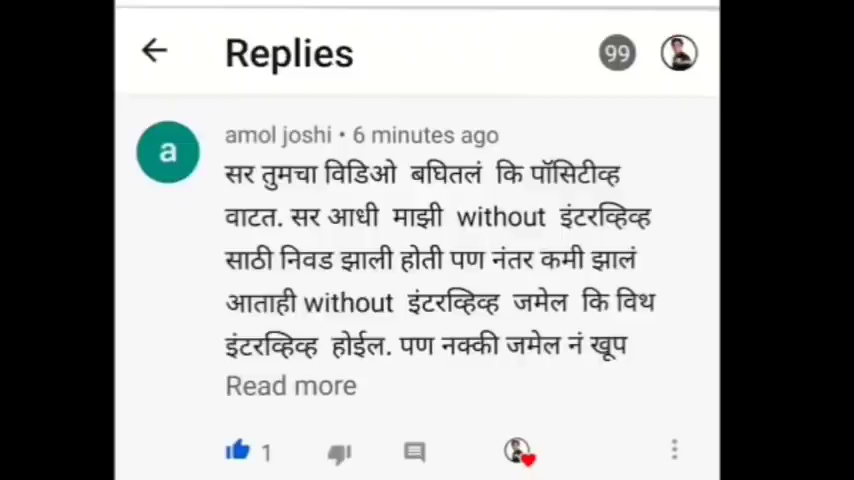 Replies
99
a
amol joshi • 6 minutes ago
सर तुमचा विडिओ बघितलं कि पॉसिटीव्ह
वाटत. सर आधी माझी without इंटरव्हिव्ह
साठी निवड झाली होती पण नंतर कमी झालं
आताही without इंटरव्हिव्ह जमेल कि विथ
इंटरव्हिव्ह होईल. पण नक्की जमेल नं खूप
Read more
1